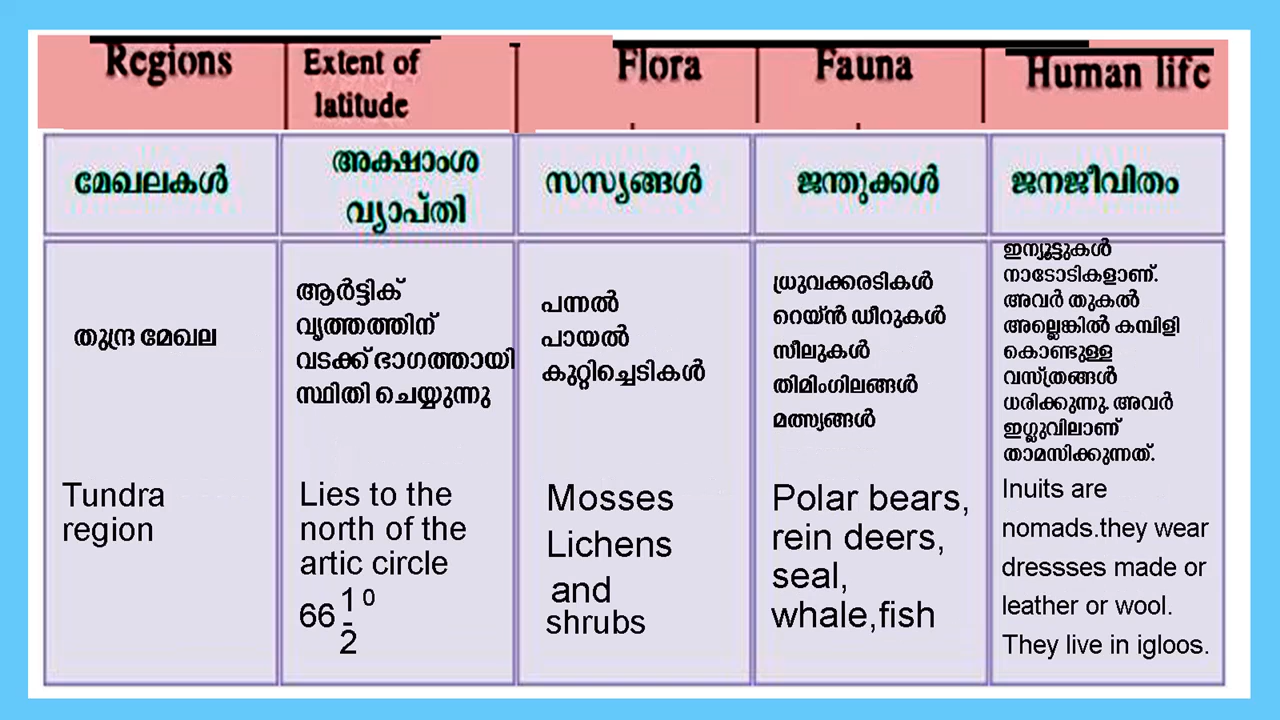 Regions
Extent of
latitude
Flora
Fauna
Human life
മേഖലകൾ
അക്ഷാംശ
വ്യാപ്തി
സസ്യങ്ങൾ
ജന്തുക്കൾ
ജനജീവിതം
തുന്ദ്ര മേഖല
ആർട്ടിക്
വൃത്തത്തിന്
വടക്ക് ഭാഗത്തായി
സ്ഥിതി ചെയ്യുന്നു
പന്നൽ
പായൽ
കുറ്റിച്ചെടികൾ
ധ്രുവക്കരടികൾ
റെയ്ൻ ഡീറുകൾ
സീലുകൾ
തിമിംഗിലങ്ങൾ
മത്സ്യങ്ങൾ
ഇന്യൂട്ടുകൾ
നാടോടികളാണ്.
അവർ തുകൽ
അല്ലെങ്കിൽ കമ്പിളി
കൊണ്ടുള്ള
വസ്ത്രങ്ങൾ
ധരിക്കുന്നു. അവർ
ഇഗ്ലുവിലാണ്
താമസിക്കുന്നത്.
Tundra
region
Lies to the
north of the
artic circle
66 1/2 ⁰
Mosses
Lichens
and
shrubs
Polar bears,
rein deers,
seal,
whale,fish
Inuits are
nomads.they wear
dressses made or
leather or wool.
They live in igloos.